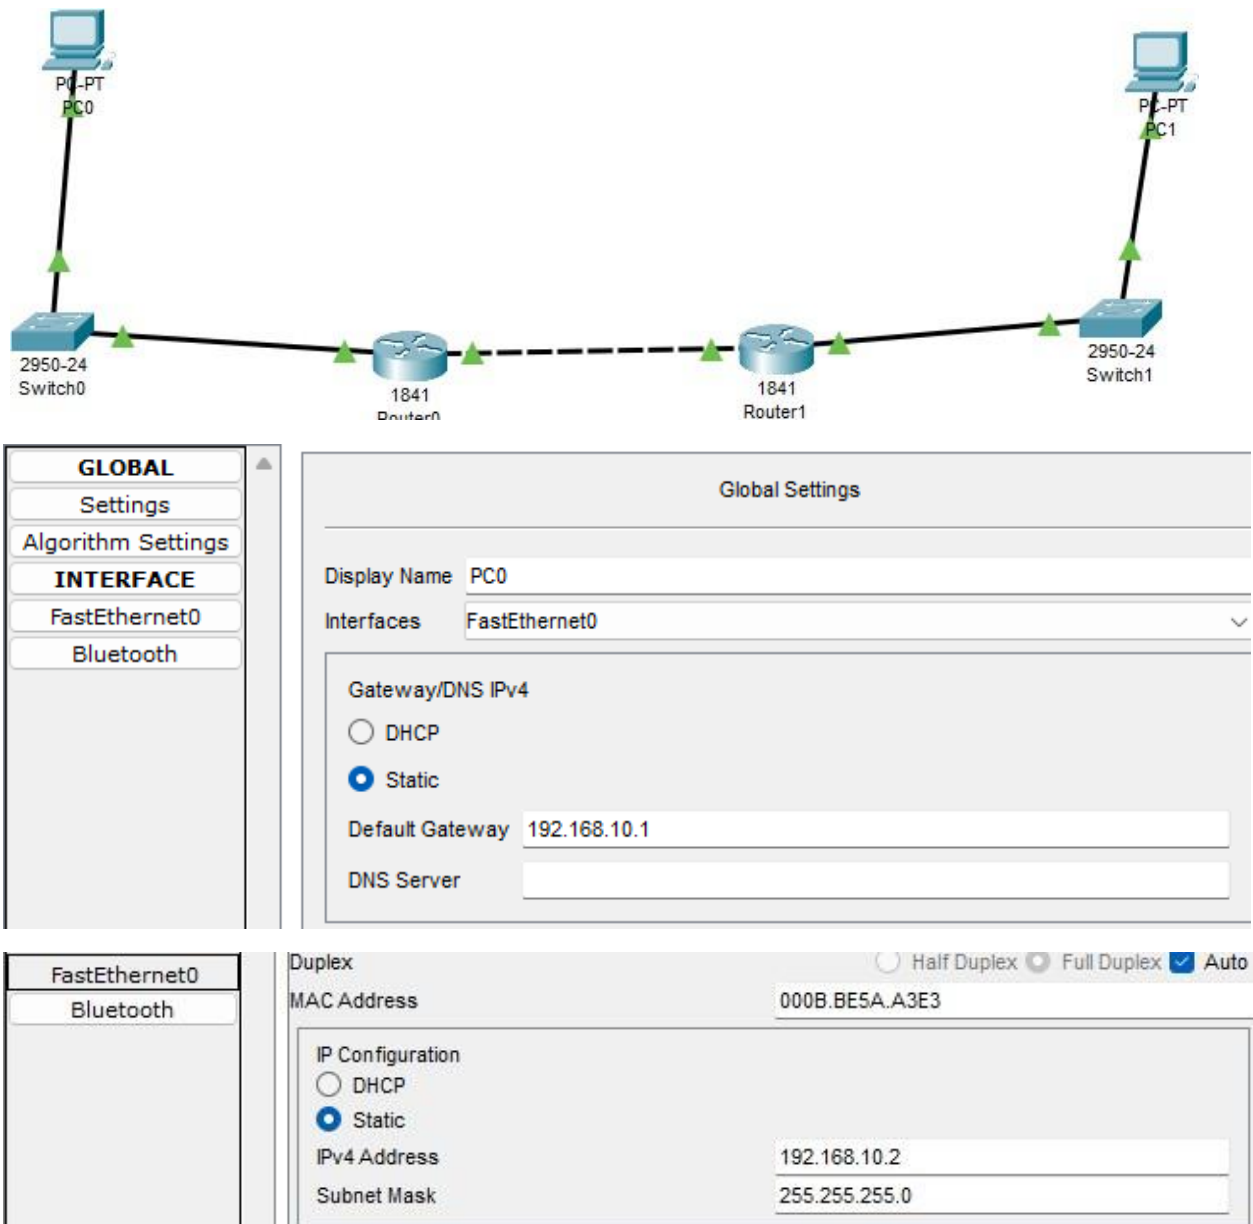 PC-PT
PC0
PC-PT
PC1
2950-24
Switch0
1841
Router0
1841
Router1
2950-24
Switch1
GLOBAL
Settings
Algorithm Settings
INTERFACE
FastEthernet0
Bluetooth
Global Settings
Display Name PC0
Interfaces FastEthernet0
Gateway/DNS IPv4
DHCP
Static
Default Gateway 192.168.10.1
DNS Server
FastEthernet0
Bluetooth
Duplex Half Duplex Full Duplex Auto
MAC Address 000B.BE5A.A3E3
IP Configuration
DHCP
Static
IPv4 Address 192.168.10.2
Subnet Mask 255.255.255.0